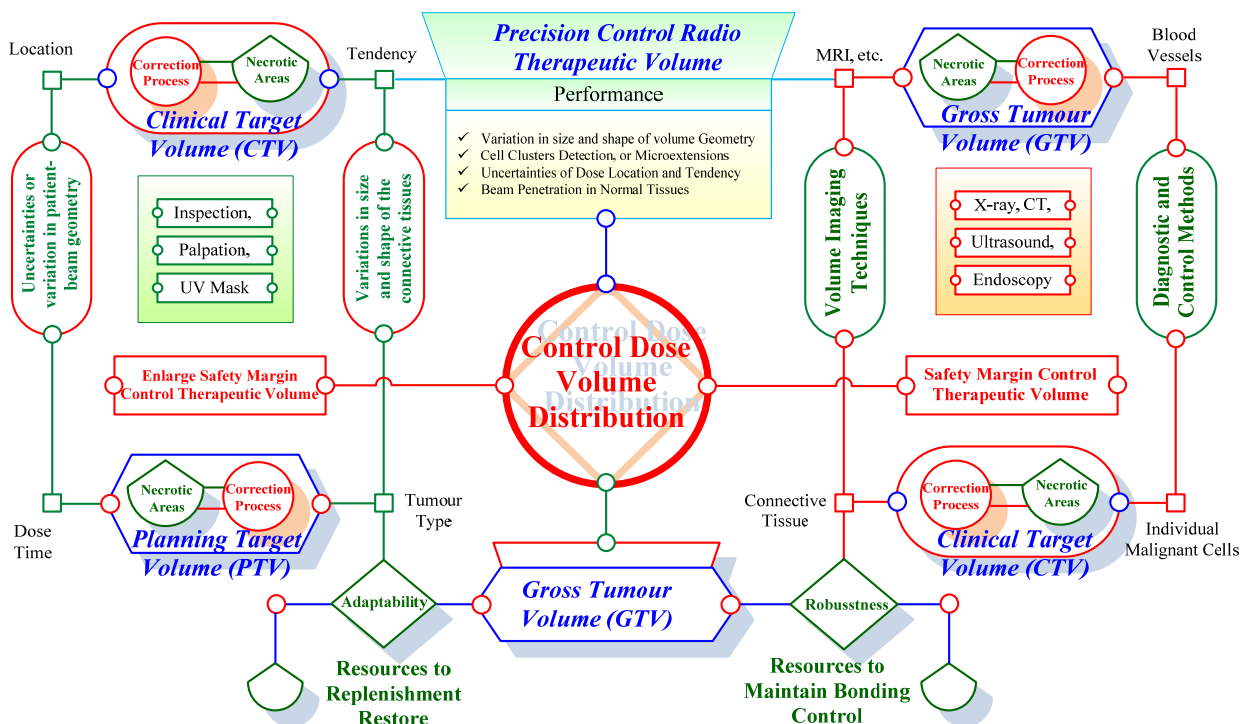 Location
Correction
Process
Necrotic
Areas
Clinical Target
Volume (CTV)
Tendency
Precision Control Radio
Therapeutic Volume
Performance
✓ Variation in size and shape of volume Geometry
✓ Cell Clusters Detection, or Microextensions
✓ Uncertainties of Dose Location and Tendency
✓ Beam Penetration in Normal Tissues
MRI, etc.
Necrotic
Areas
Correction
Process
Gross Tumour
Volume (GTV)
Blood
Vessels
Uncertainties or
variation in patient-
beam geometry
Inspection,
Palpation,
UV Mask
Variations in size
and shape of the
connective tissues
Volume Imaging
Techniques
X-ray, CT,
Ultrasound,
Endoscopy
Diagnostic and
Control Methods
Enlarge Safety Margin
Control Therapeutic Volume
Control Dose
Volume
Distribution
Safety Margin Control
Therapeutic Volume
Dose
Time
Necrotic
Areas
Correction
Process
Planning Target
Volume (PTV)
Tumour
Type
Connective
Tissue
Correction
Process
Necrotic
Areas
Clinical Target
Volume (CTV)
Individual
Malignant Cells
Adaptability
Gross Tumour
Volume (GTV)
Robusstness
Resources to
Replenishment
Restore
Resources to
Maintain Bonding
Control